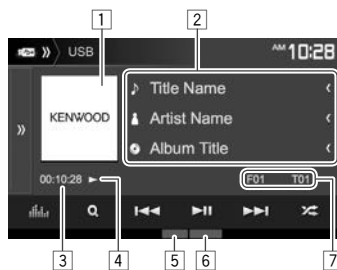 1 2
USB AM 10:28
KENWOOD
Title Name
Artist Name
Album Title
00:10:28 F01 T01
3 4 5 6 7